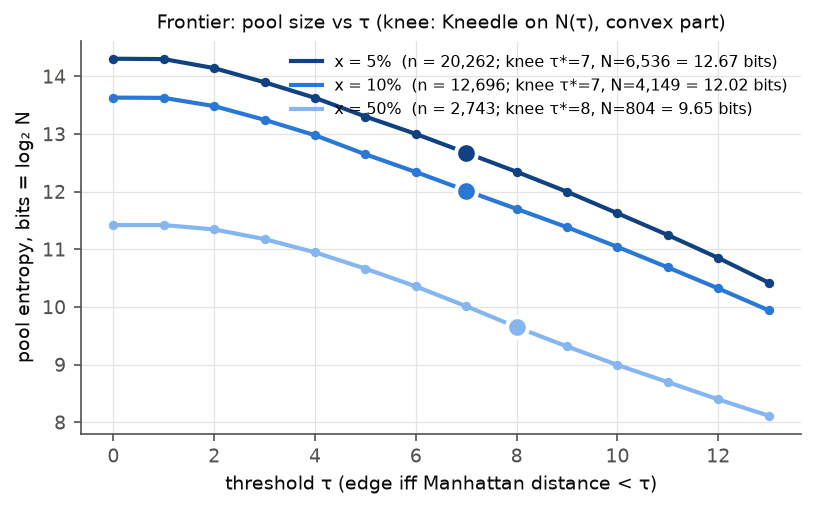 Frontier: pool size vs τ (knee: Kneedle on N(τ), convex part)
x = 5%  (n = 20,262; knee τ*=7, N=6,536 = 12.67 bits)
x = 10%  (n = 12,696; knee τ*=7, N=4,149 = 12.02 bits)
x = 50%  (n = 2,743; knee τ*=8, N=804 = 9.65 bits)
pool entropy, bits = log₂ N
14
13
12
11
10
9
8
0 2 4 6 8 10 12
threshold τ (edge iff Manhattan distance < τ)